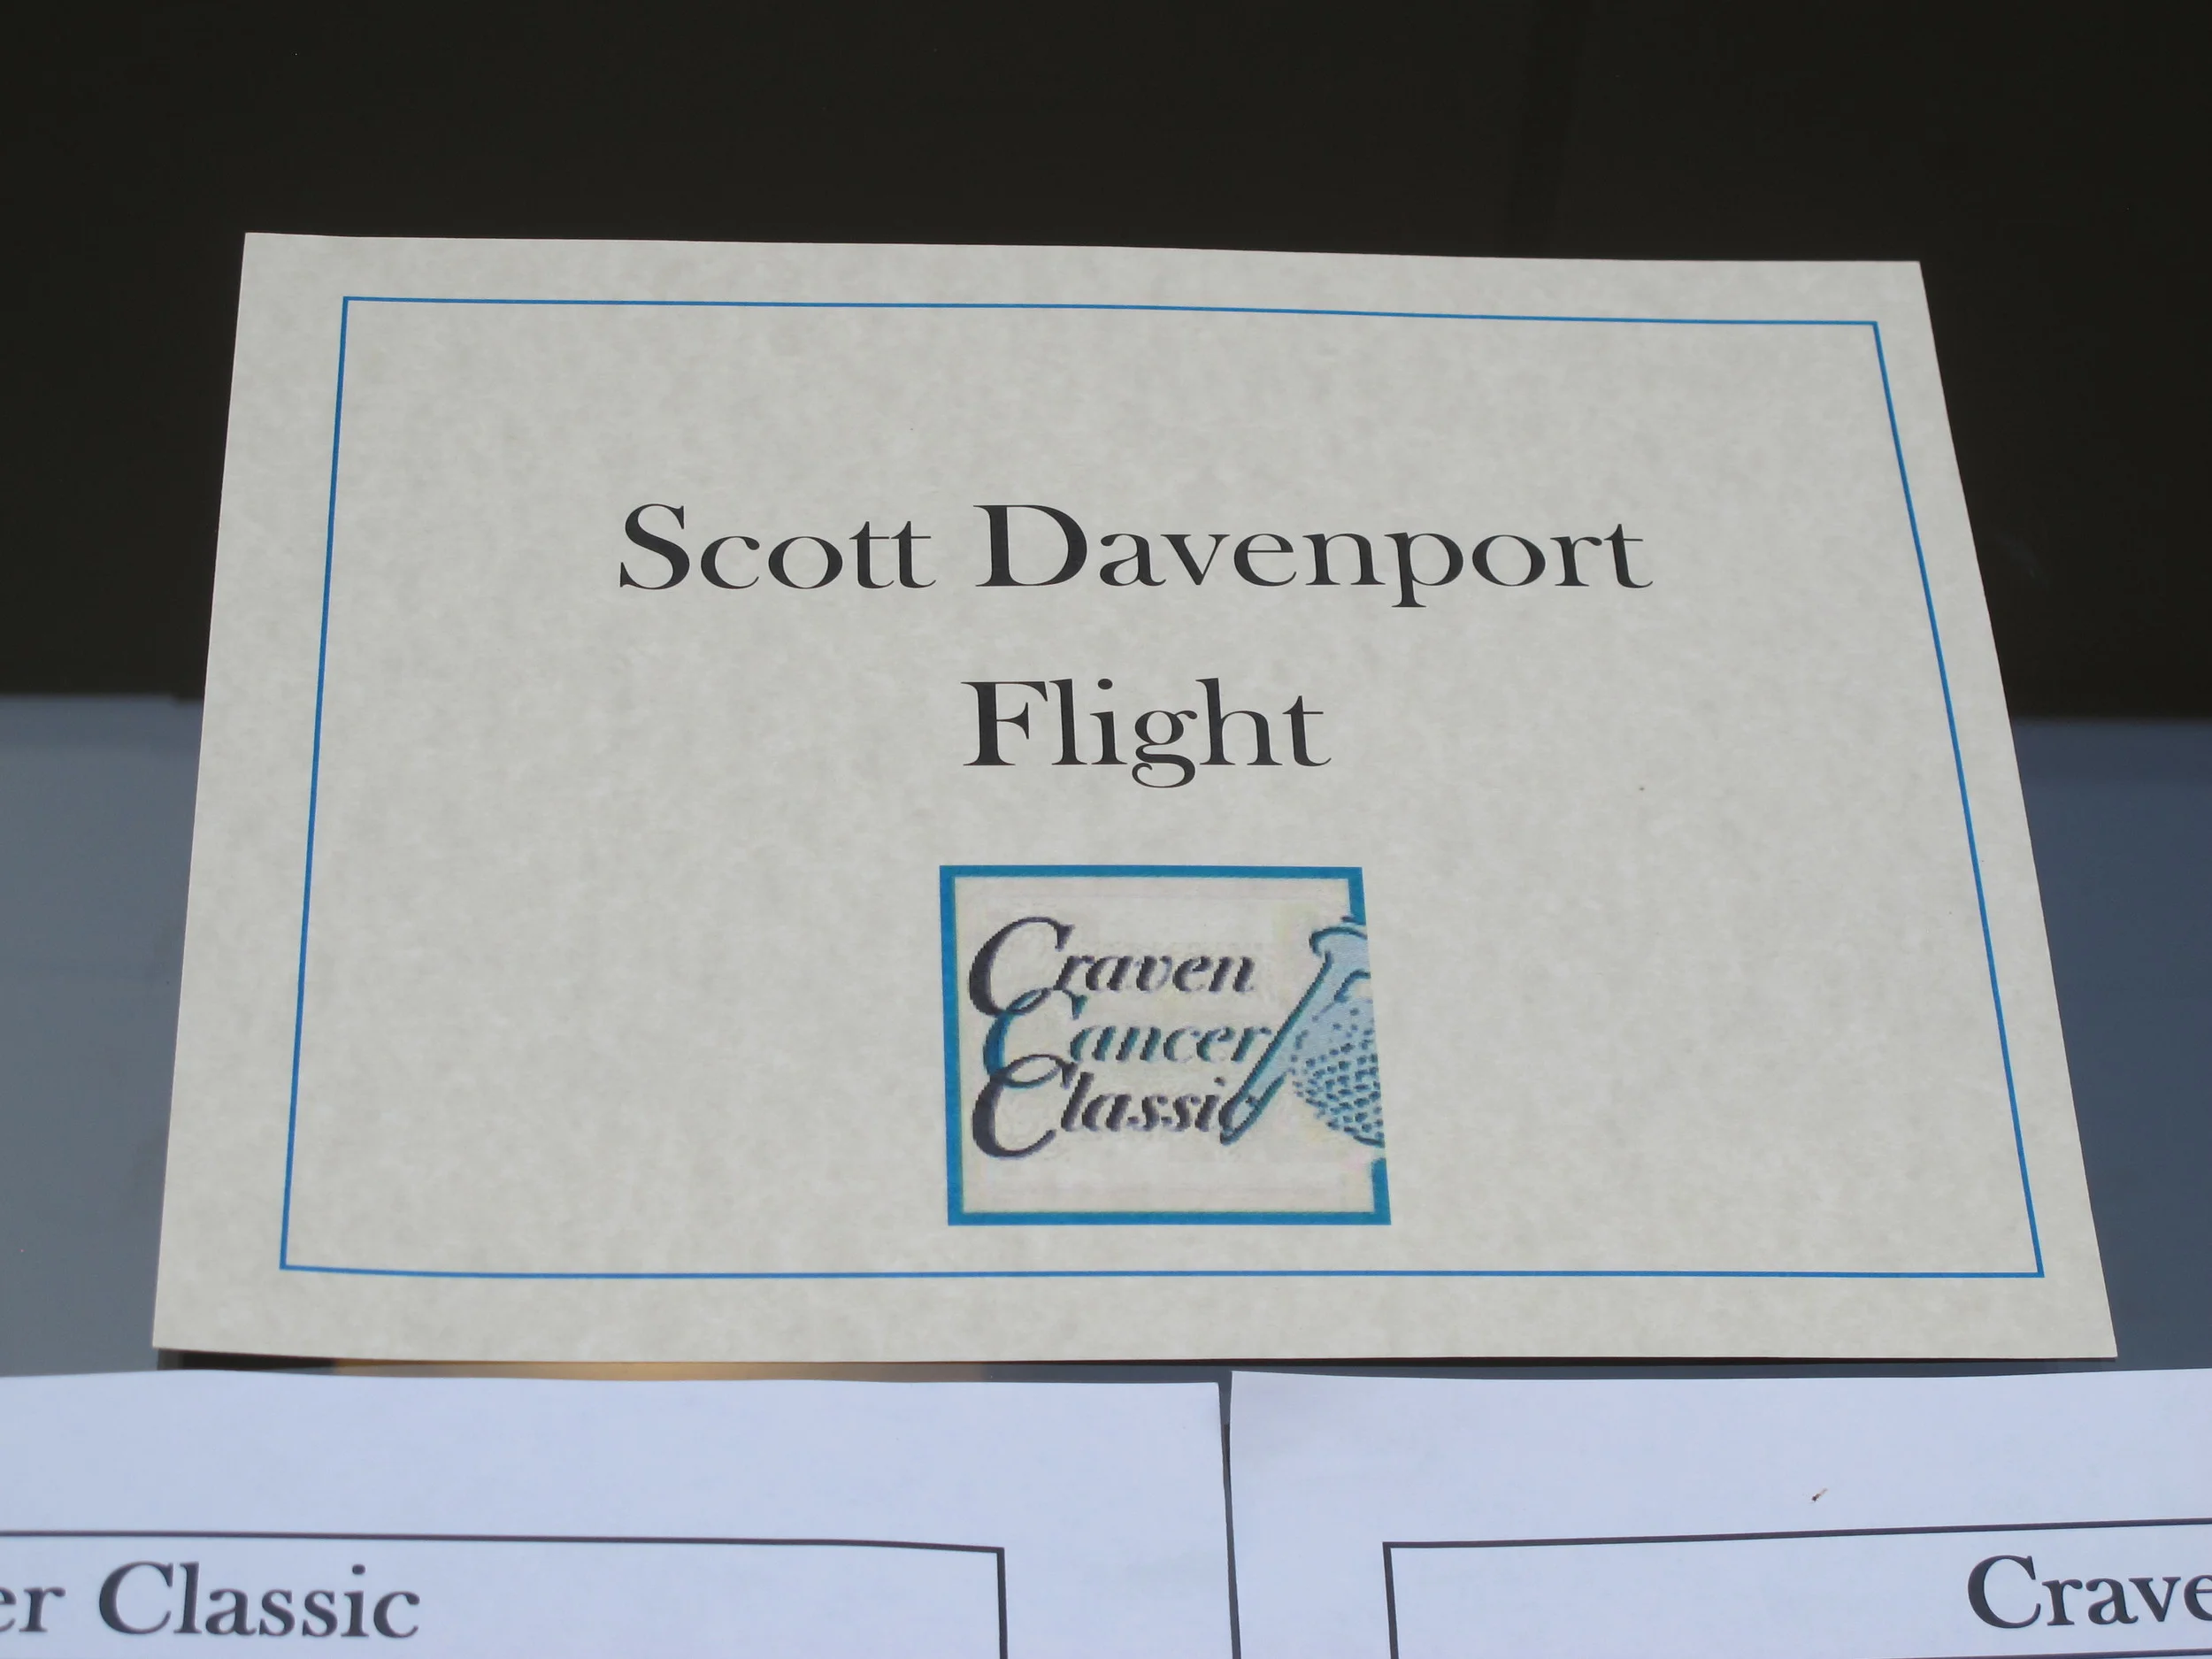 Scott Davenport
Flight
Craven
Cancer
Classic
er Classic
Crave